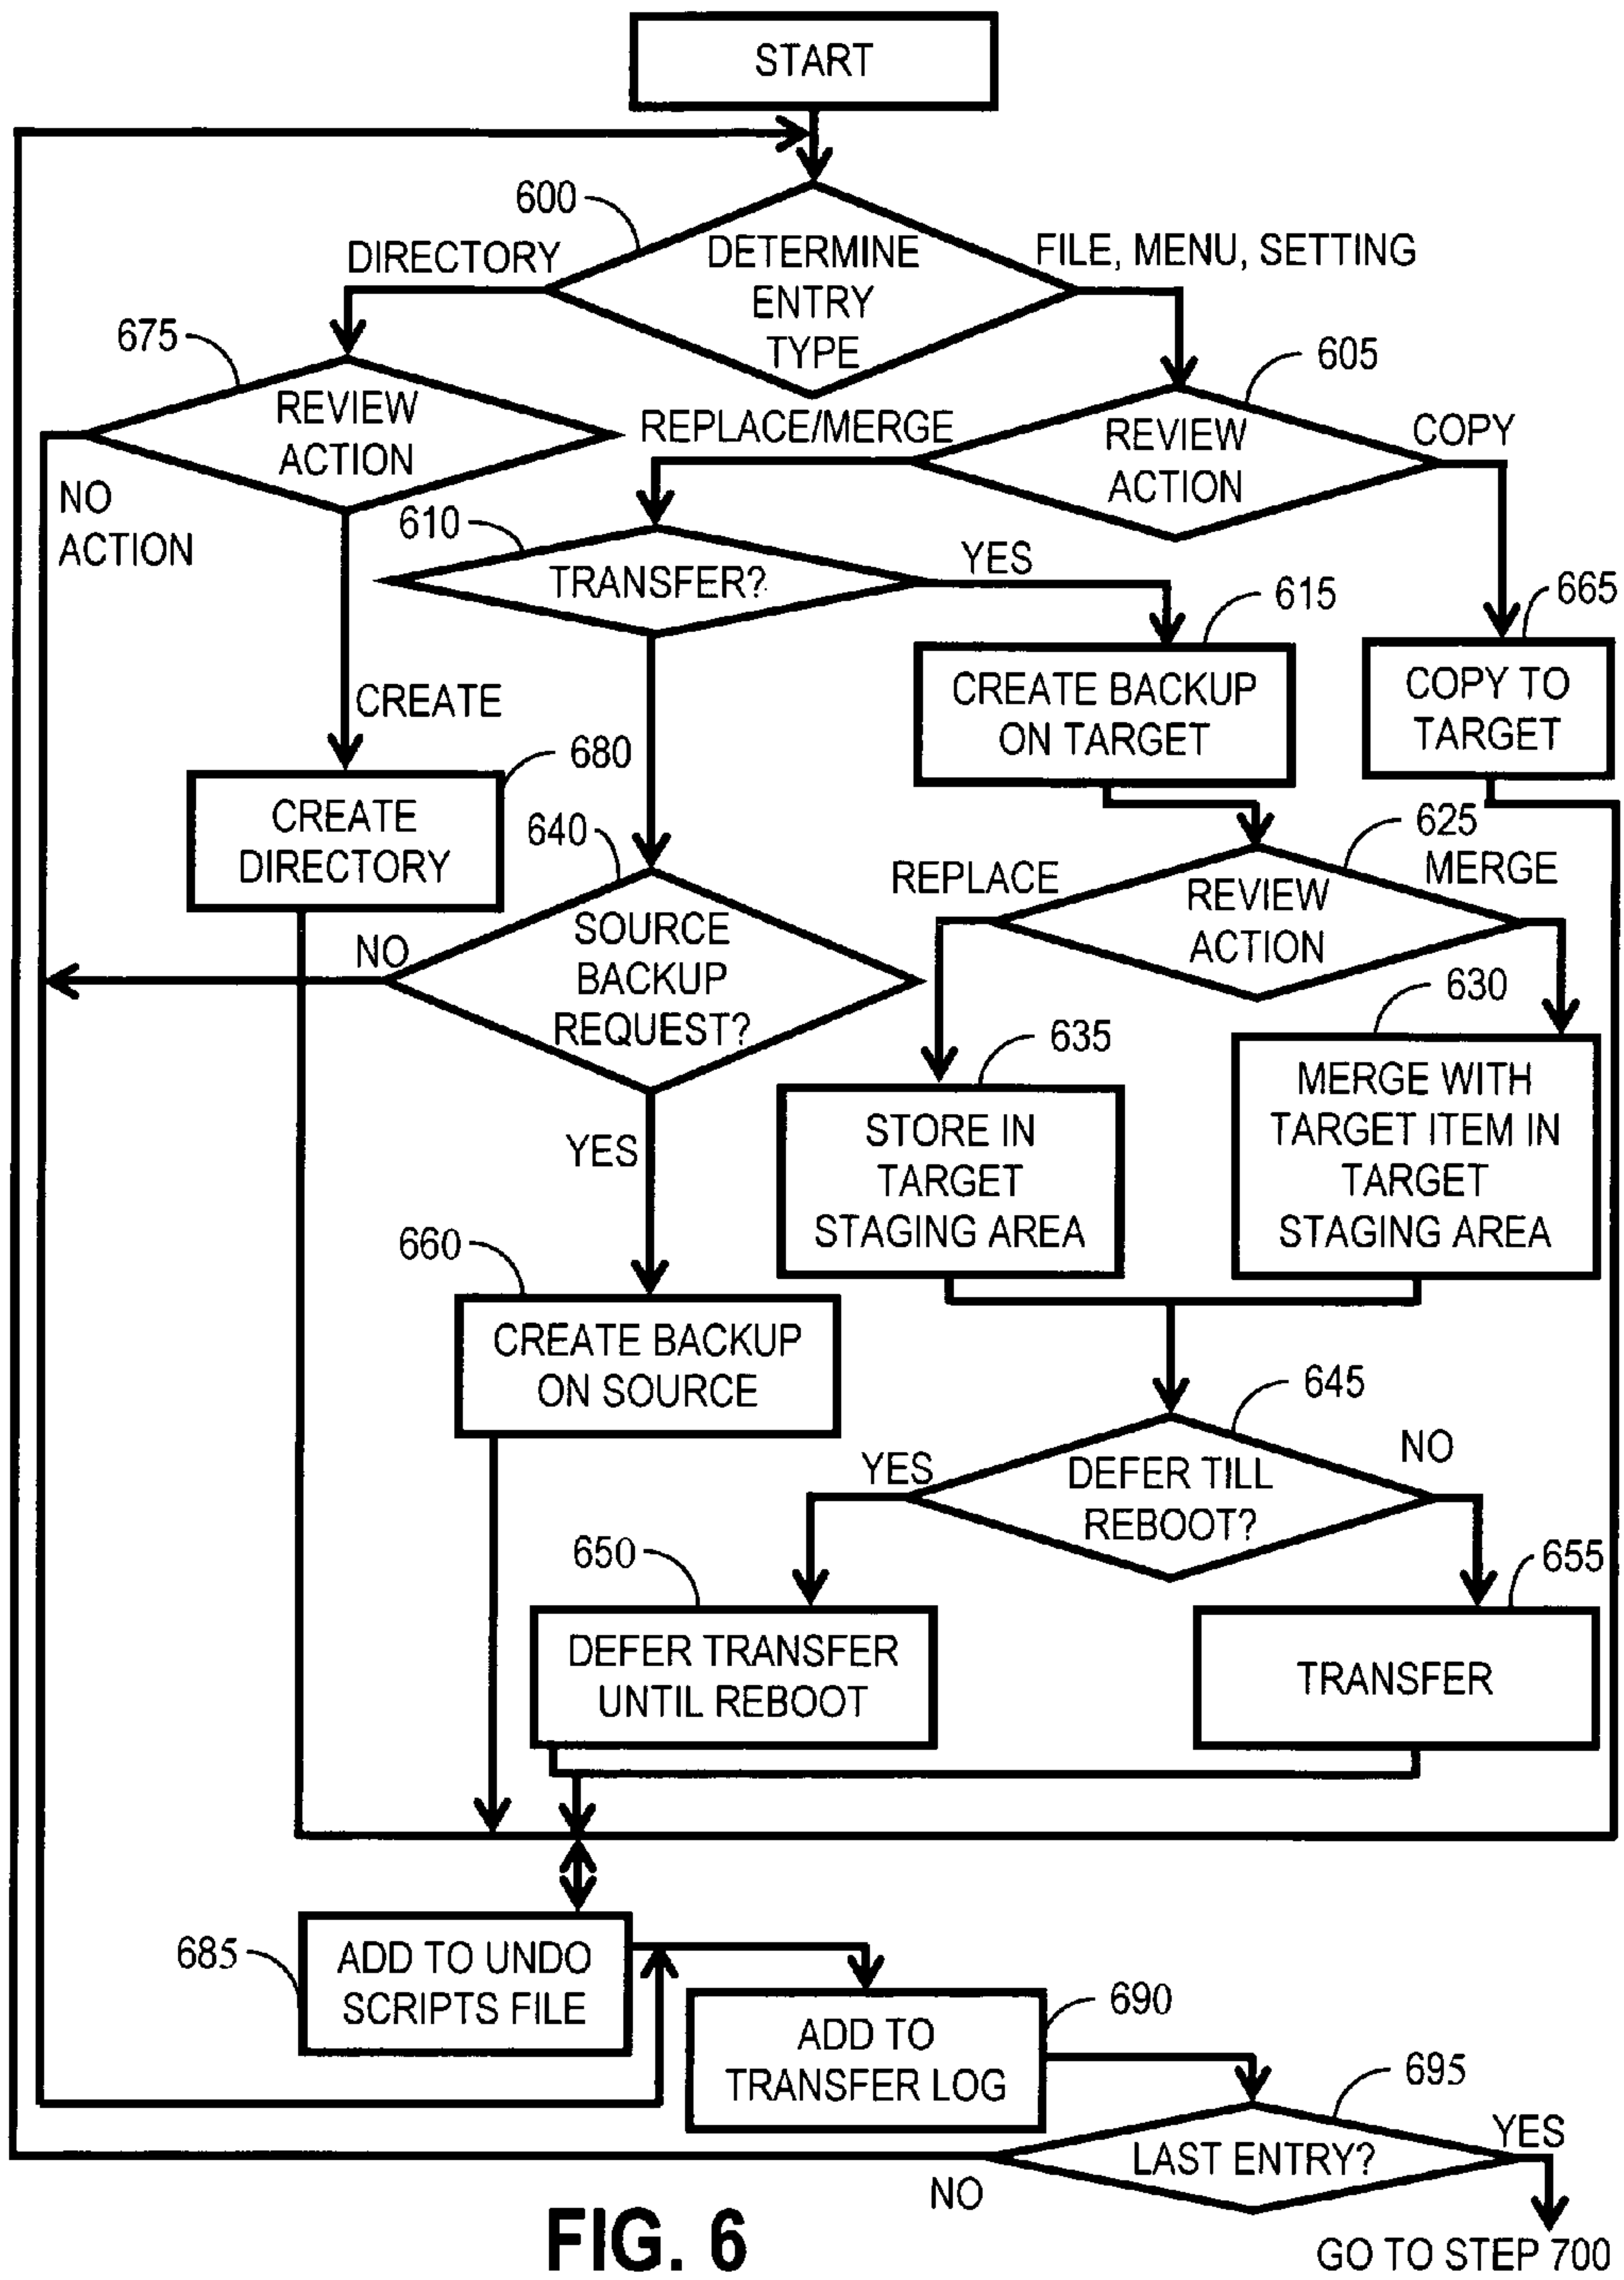 START
600
DIRECTORY
DETERMINE
ENTRY
TYPE
FILE, MENU, SETTING
675
REVIEW
ACTION
605
REPLACE/MERGE
REVIEW
ACTION
COPY
NO
ACTION
610
TRANSFER?
YES
615
665
CREATE BACKUP
ON TARGET
COPY TO
TARGET
CREATE
680
CREATE
DIRECTORY
640
625
REPLACE
MERGE
REVIEW
ACTION
NO
SOURCE
BACKUP
REQUEST?
630
635
MERGE WITH
TARGET ITEM IN
TARGET
STAGING AREA
STORE IN
TARGET
STAGING AREA
YES
660
CREATE BACKUP
ON SOURCE
645
YES
DEFER TILL
REBOOT?
NO
650
655
DEFER TRANSFER
UNTIL REBOOT
TRANSFER
685
ADD TO UNDO
SCRIPTS FILE
690
ADD TO
TRANSFER LOG
695
LAST ENTRY?
YES
NO
FIG. 6
GO TO STEP 700